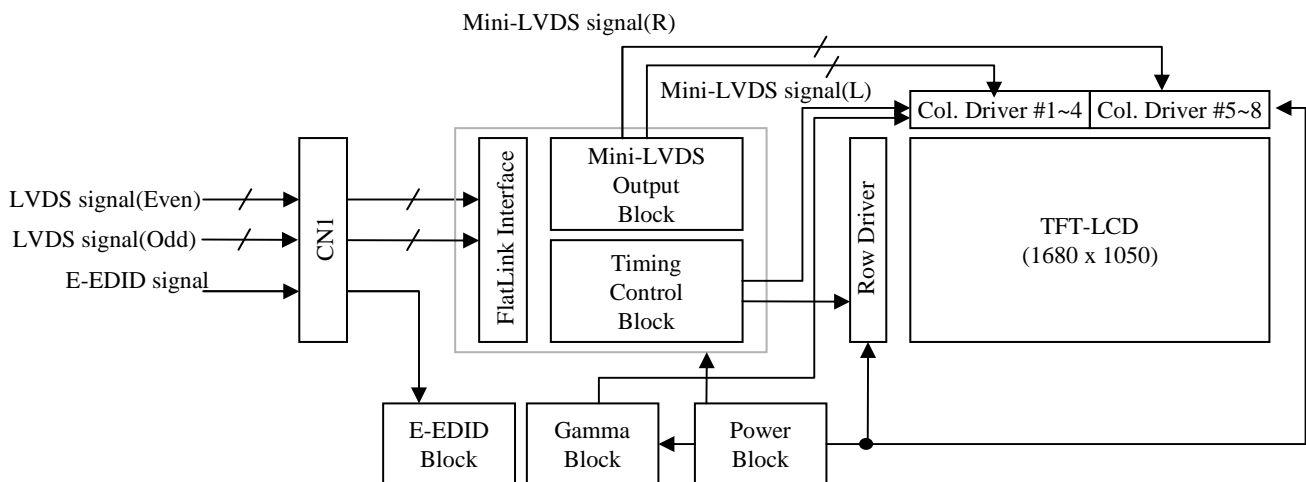 Mini-LVDS signal(R)
Mini-LVDS signal(L)
Col. Driver #1~4
Col. Driver #5~8
LVDS signal(Even)
LVDS signal(Odd)
E-EDID signal
CN1
FlatLink Interface
Mini-LVDS
Output
Block
Timing
Control
Block
Row Driver
TFT-LCD
(1680 x 1050)
E-EDID
Block
Gamma
Block
Power
Block